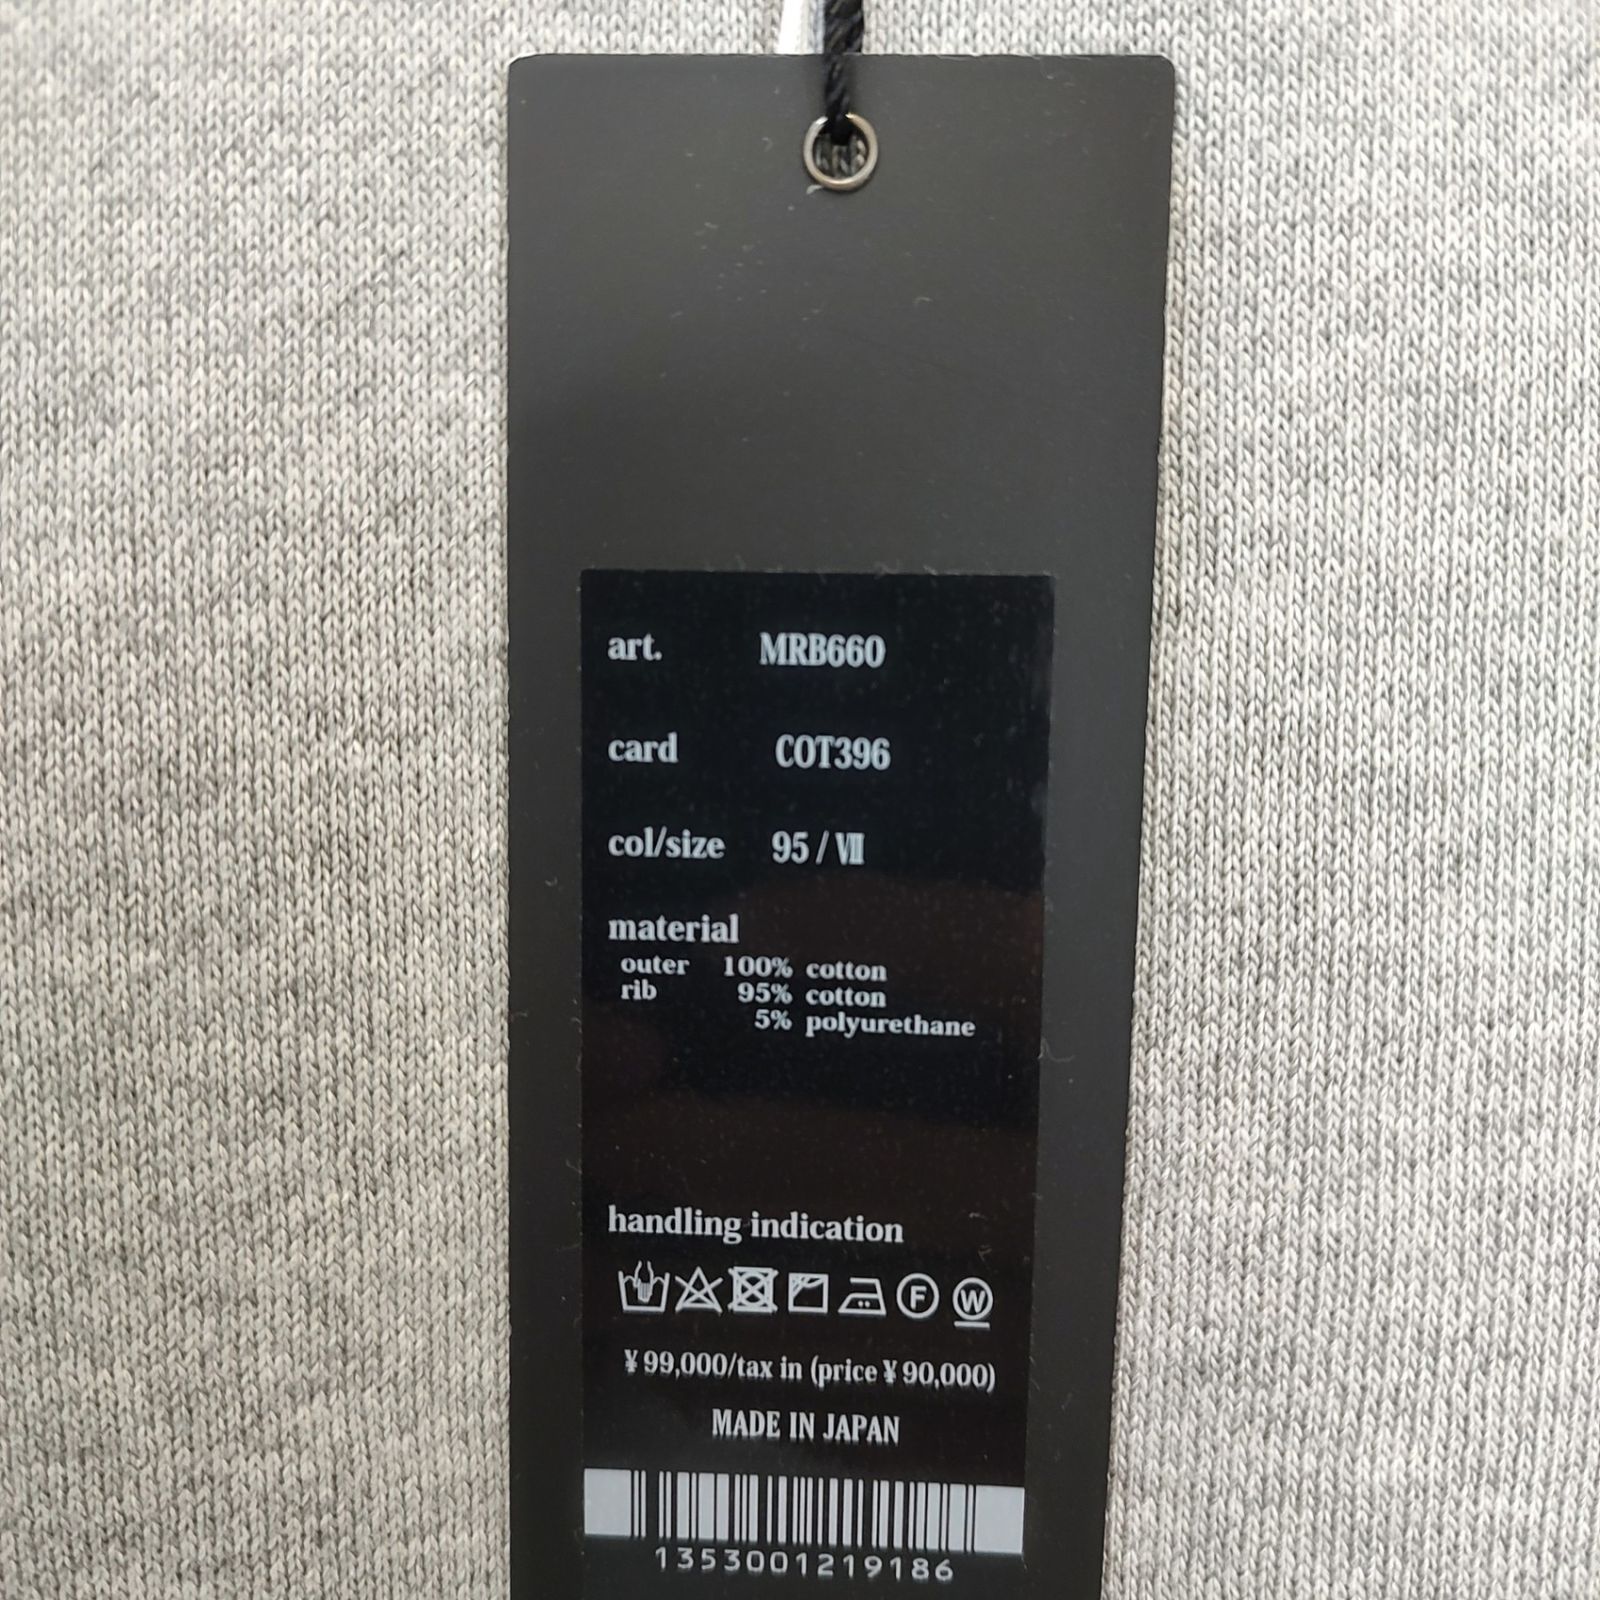 art. MRB660
card COT396
col/size 95 / Ⅶ
material
outer 100% cotton
rib 95% cotton
5% polyurethane
handling indication
F W
¥ 99,000/tax in (price ¥ 90,000)
MADE IN JAPAN
1353001219186